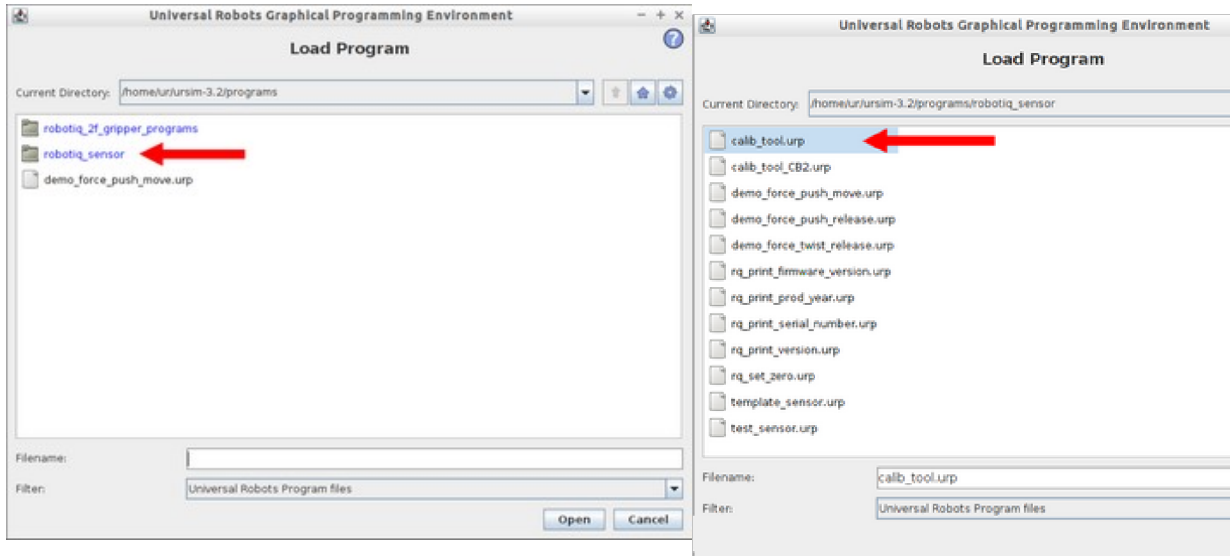 Universal Robots Graphical Programming Environment
Load Program
Current Directory: /home/ur/ursim-3.2/programs
robotiq_2f_gripper_programs
robotiq_sensor
demo_force_push_move.urp
Filename:
Filter: Universal Robots Program files
Open Cancel
Universal Robots Graphical Programming Environment
Load Program
Current Directory: /home/ur/ursim-3.2/programs/robotiq_sensor
calib_tool.urp
calib_tool_CB2.urp
demo_force_push_move.urp
demo_force_push_release.urp
demo_force_twist_release.urp
rq_print_firmware_version.urp
rq_print_prod_year.urp
rq_print_serial_number.urp
rq_print_version.urp
rq_set_zero.urp
template_sensor.urp
test_sensor.urp
Filename: calib_tool.urp
Filter: Universal Robots Program files